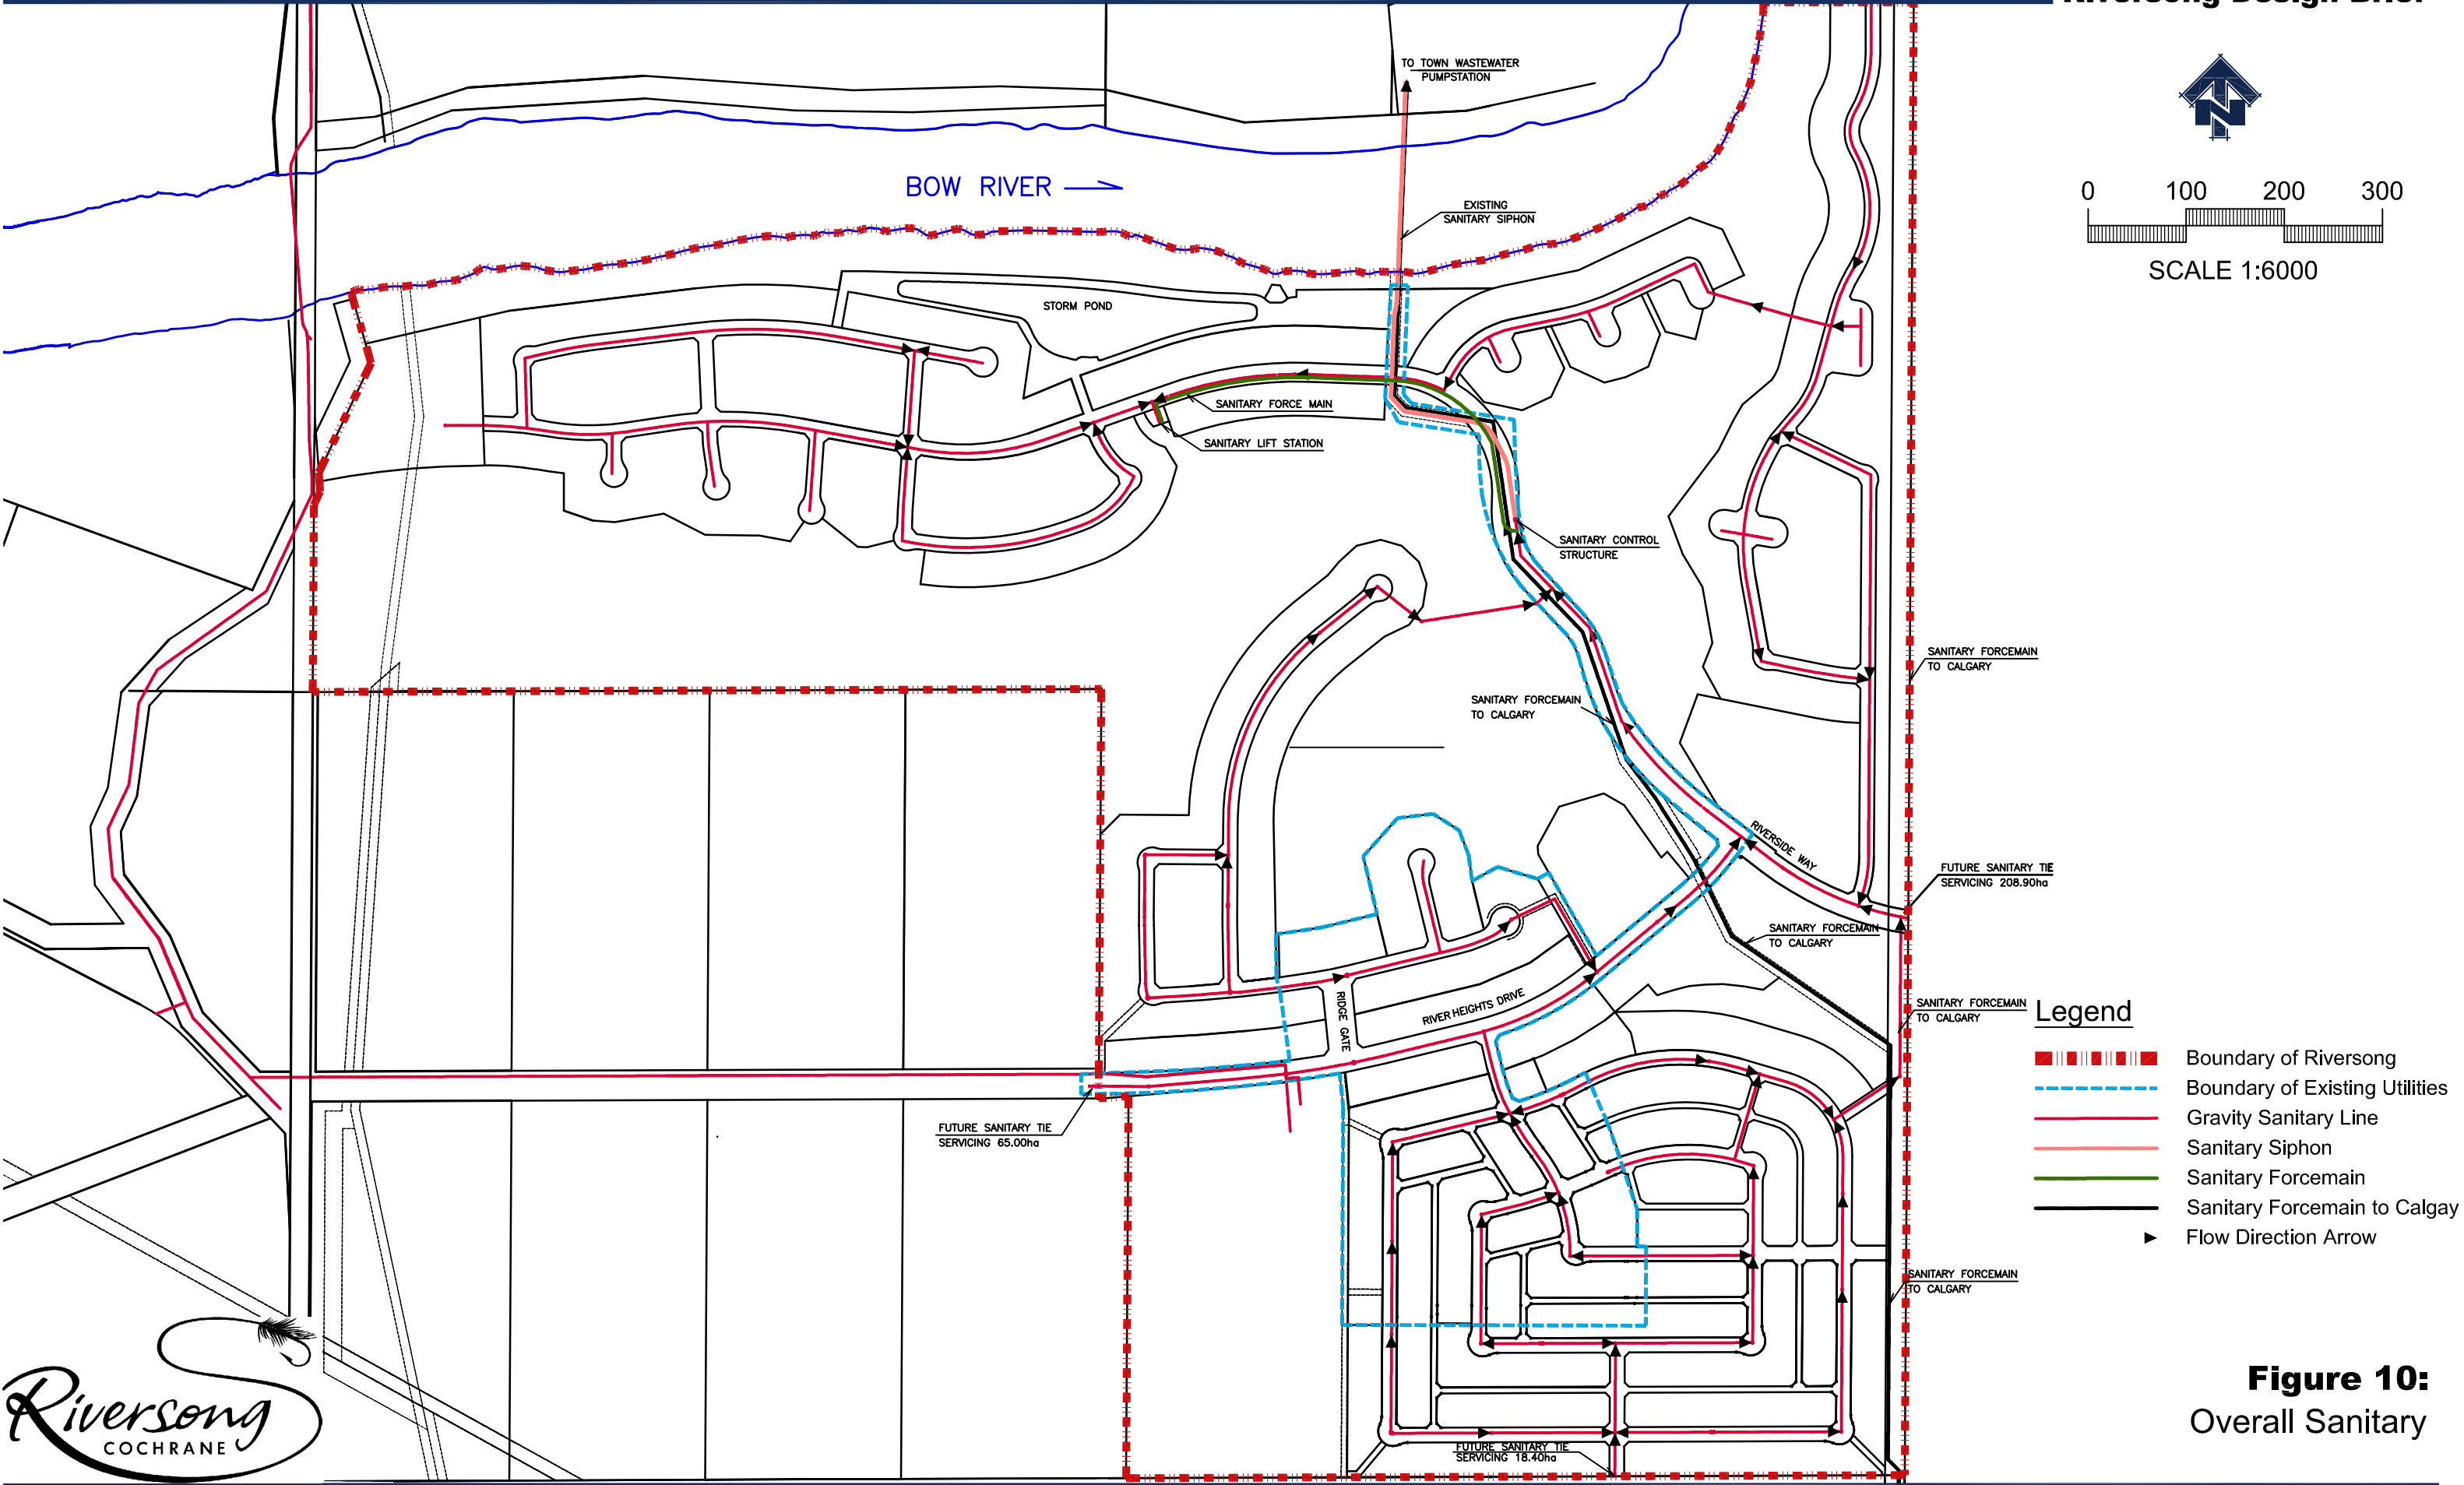 Riversong Design Brief
TO TOWN WASTEWATER
PUMPSTATION
0 100 200 300
SCALE 1:6000
BOW RIVER
EXISTING
SANITARY SIPHON
STORM POND
SANITARY FORCE MAIN
SANITARY LIFT STATION
SANITARY CONTROL
STRUCTURE
SANITARY FORCEMAIN
TO CALGARY
SANITARY FORCEMAIN
TO CALGARY
RIVERSIDE WAY
FUTURE SANITARY TIE
SERVICING 208.90ha
SANITARY FORCEMAIN
TO CALGARY
RIDGE GATE
RIVER HEIGHTS DRIVE
SANITARY FORCEMAIN
TO CALGARY
FUTURE SANITARY TIE
SERVICING 65.00ha
SANITARY FORCEMAIN
TO CALGARY
FUTURE SANITARY TIE
SERVICING 18.40ha
Legend
Boundary of Riversong
Boundary of Existing Utilities
Gravity Sanitary Line
Sanitary Siphon
Sanitary Forcemain
Sanitary Forcemain to Calgay
Flow Direction Arrow
Riversong
COCHRANE
Figure 10:
Overall Sanitary